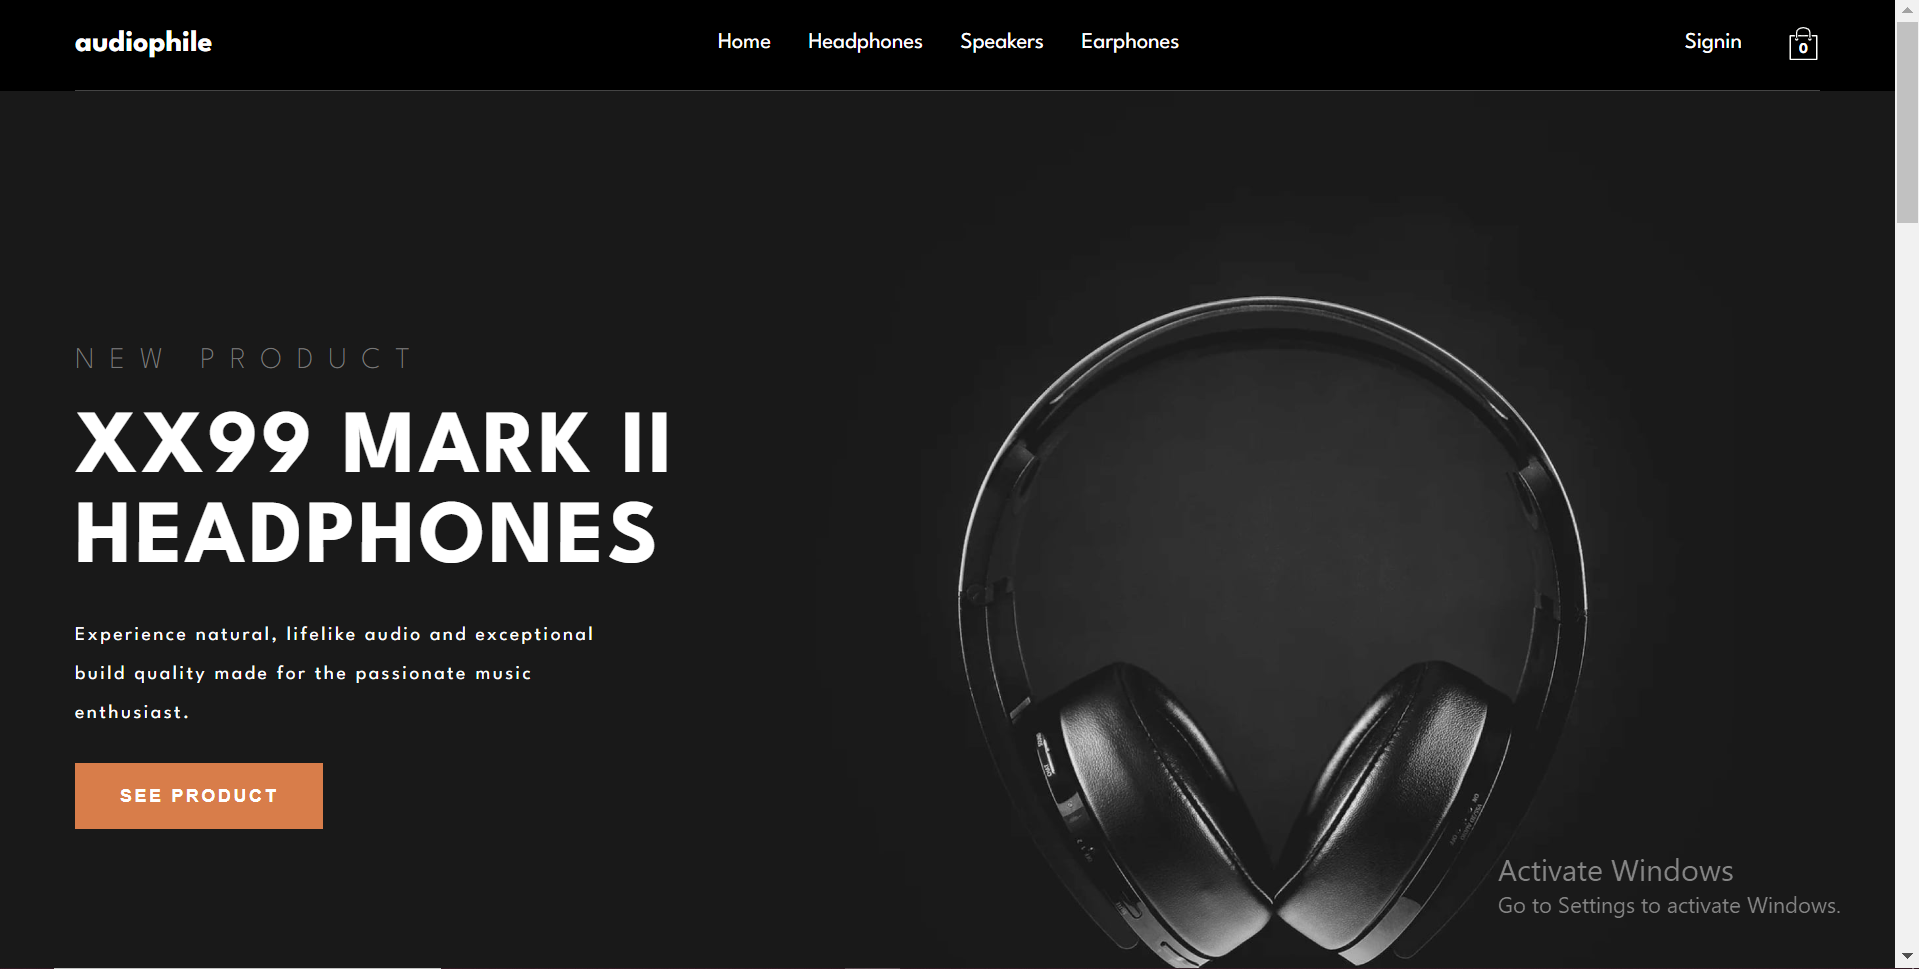 audiophile
Home Headphones Speakers Earphones
Signin
0
NEW PRODUCT
XX99 MARK II
HEADPHONES
Experience natural, lifelike audio and exceptional
build quality made for the passionate music
enthusiast.
SEE PRODUCT
Activate Windows
Go to Settings to activate Windows.